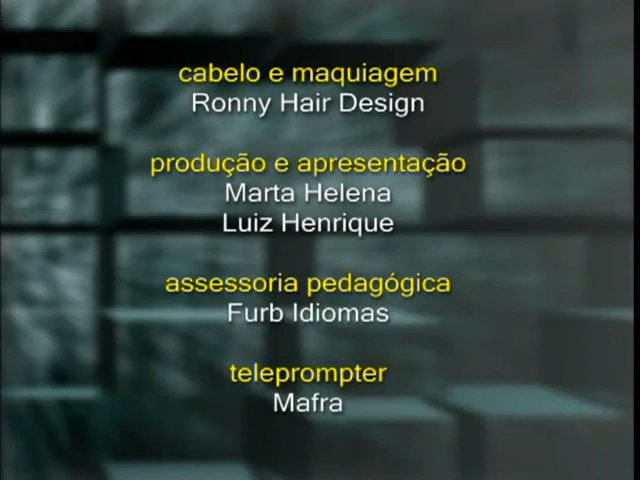 cabelo e maquiagem
Ronny Hair Design
produção e apresentação
Marta Helena
Luiz Henrique
assessoria pedagógica
Furb Idiomas
teleprompter
Mafra